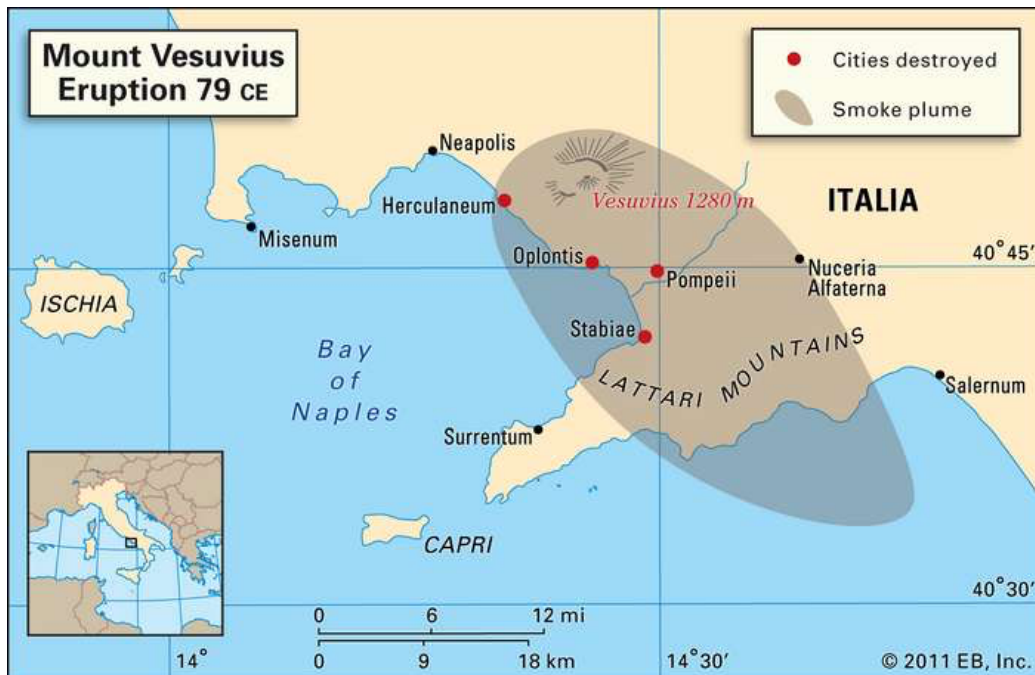 Mount Vesuvius
Eruption 79 CE
Cities destroyed
Smoke plume
Neapolis
Herculaneum
Vesuvius 1280 m
ITALIA
Misenum
Oplontis
Pompeii
Nuceria
Alfaterna
40°45'
ISCHIA
Stabiae
Bay
of
Naples
LATTARI MOUNTAINS
Salernum
Surrentum
CAPRI
40°30'
0 6 12 mi
0 9 18 km
14°
14°30'
© 2011 EB, Inc.